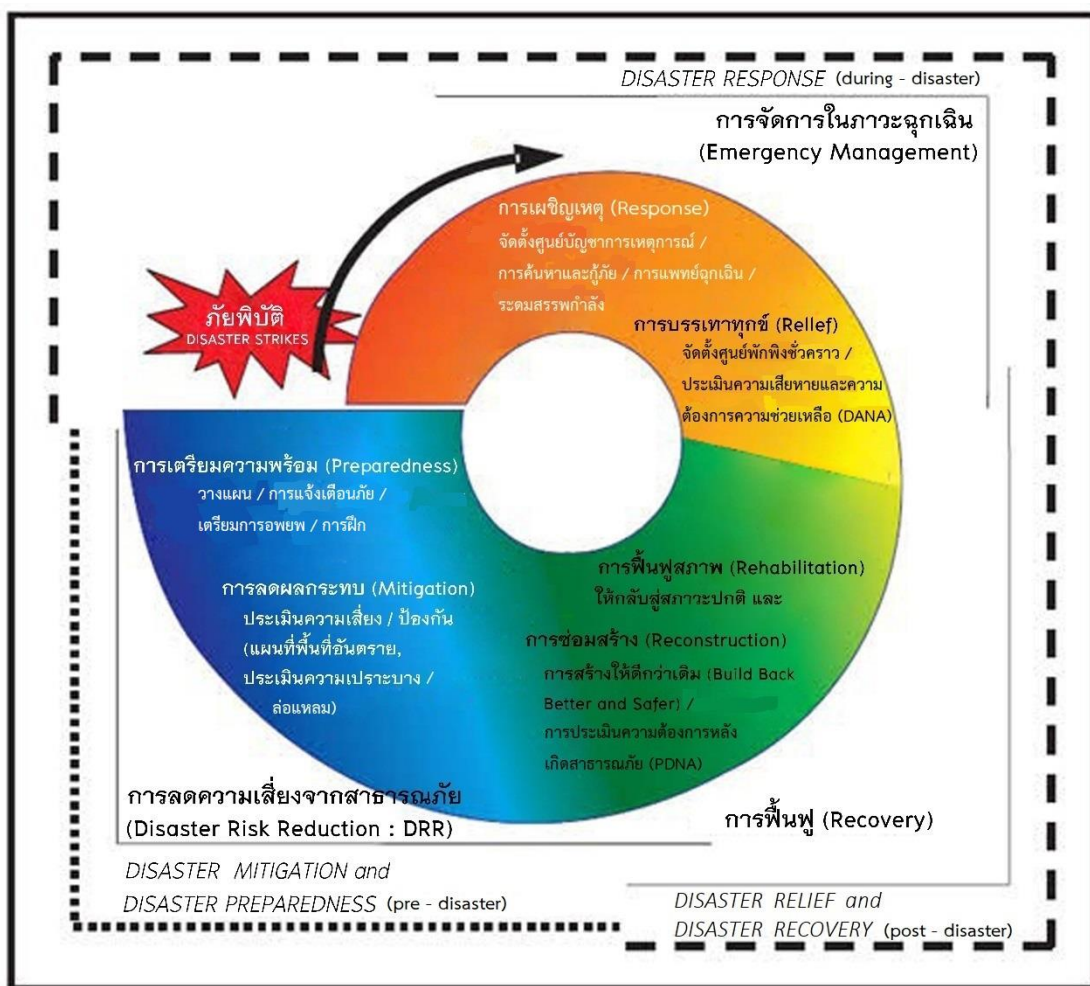 DISASTER RESPONSE (during - disaster)
การจัดการในภาวะฉุกเฉิน
(Emergency Management)
การเผชิญเหตุ (Response)
จัดตั้งศูนย์บัญชาการเหตุการณ์ /
การค้นหาและกู้ภัย / การแพทย์ฉุกเฉิน /
ระดมสรรพกำลัง
ภัยพิบัติ
DISASTER STRIKES
การบรรเทาทุกข์ (Rellef)
จัดตั้งศูนย์พักพิงชั่วคราว /
ประเมินความเสียหายและความ
ต้องการความช่วยเหลือ (DANA)
การเตรียมความพร้อม (Preparedness)
วางแผน / การแจ้งเตือนภัย /
เตรียมการอพยพ / การฝึก
การลดผลกระทบ (Mitigation)
ประเมินความเสี่ยง / ป้องกัน
(แผนที่พื้นที่อันตราย,
ประเมินความเปราะบาง /
ล่อแหลม)
การฟื้นฟูสภาพ (Rehabilitation)
ให้กลับสู่สภาวะปกติ และ
การซ่อมสร้าง (Reconstruction)
การสร้างให้ดีกว่าเดิม (Build Back
Better and Safer) /
การประเมินความต้องการหลัง
เกิดสาธารณภัย (PDNA)
การลดความเสี่ยงจากสาธารณภัย
(Disaster Risk Reduction : DRR)
การฟื้นฟู (Recovery)
DISASTER MITIGATION and
DISASTER PREPAREDNESS (pre - disaster)
DISASTER RELIEF and
DISASTER RECOVERY (post - disaster)